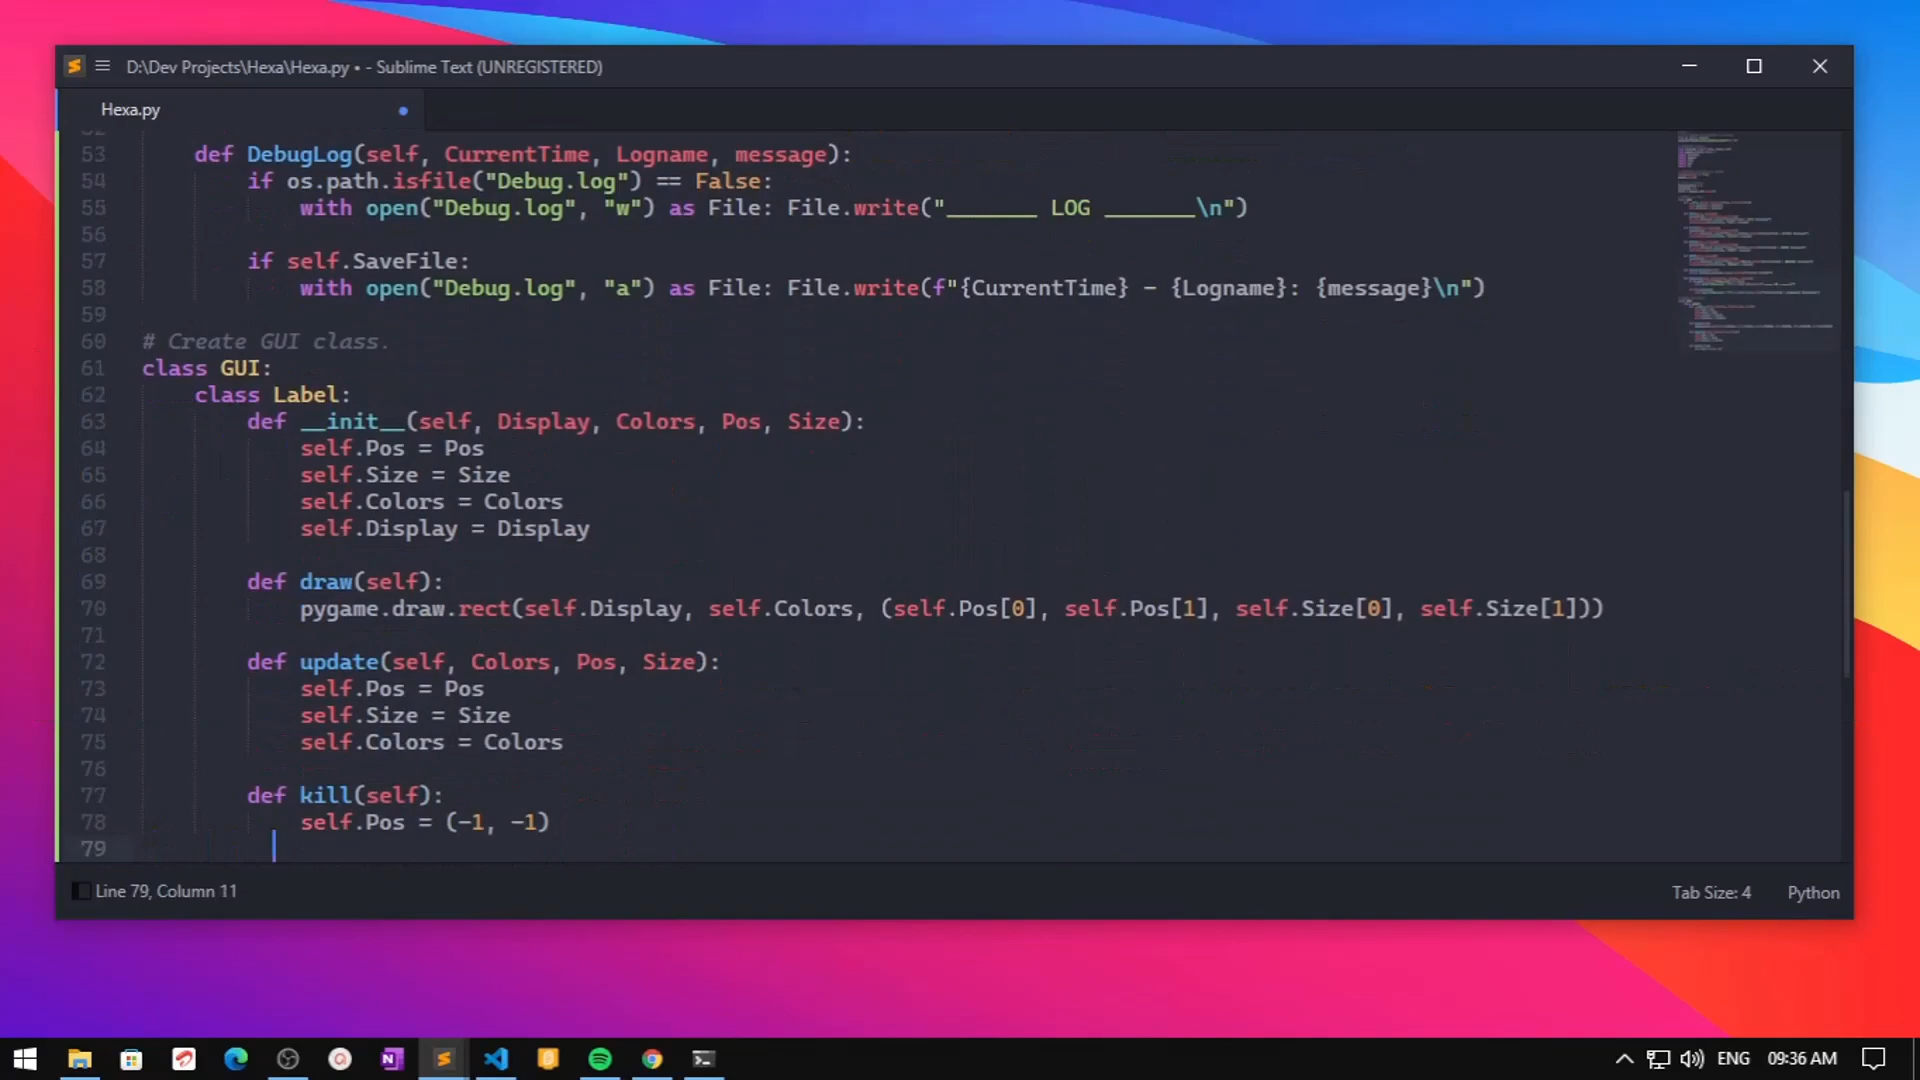 D:\Dev Projects\Hexa\Hexa.py • - Sublime Text (UNREGISTERED)
Hexa.py
53 def DebugLog(self, CurrentTime, Logname, message):
54 if os.path.isfile("Debug.log") == False:
55 with open("Debug.log", "w") as File: File.write("_______ LOG _______\n")
56
57 if self.SaveFile:
58 with open("Debug.log", "a") as File: File.write(f"{CurrentTime} - {Logname}: {message}\n")
59
60 # Create GUI class.
61 class GUI:
62 class Label:
63 def __init__(self, Display, Colors, Pos, Size):
64 self.Pos = Pos
65 self.Size = Size
66 self.Colors = Colors
67 self.Display = Display
68
69 def draw(self):
70 pygame.draw.rect(self.Display, self.Colors, (self.Pos[0], self.Pos[1], self.Size[0], self.Size[1]))
71
72 def update(self, Colors, Pos, Size):
73 self.Pos = Pos
74 self.Size = Size
75 self.Colors = Colors
76
77 def kill(self):
78 self.Pos = (-1, -1)
79
Line 79, Column 11
Tab Size: 4 Python
ENG 09:36 AM